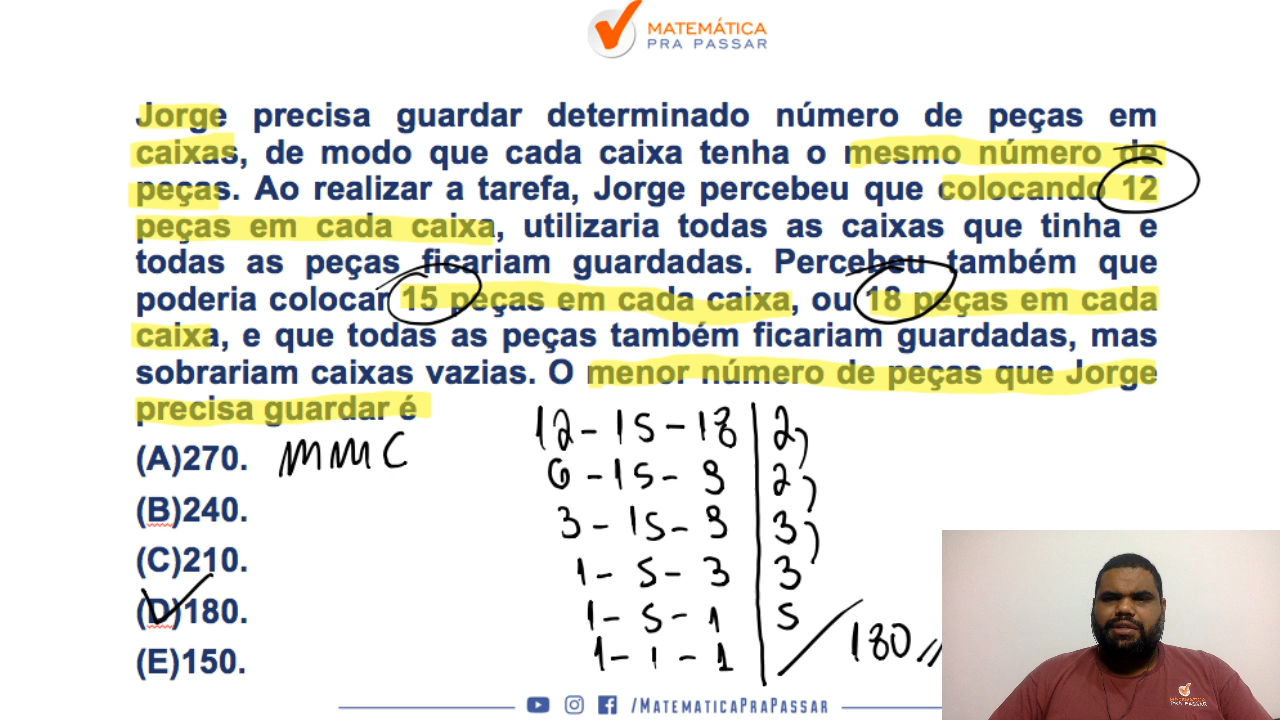 MATEMÁTICA
PRA PASSAR
Jorge precisa guardar determinado número de peças em
caixas, de modo que cada caixa tenha o mesmo número de
peças. Ao realizar a tarefa, Jorge percebeu que colocando 12
peças em cada caixa, utilizaria todas as caixas que tinha e
todas as peças ficariam guardadas. Percebeu também que
poderia colocar 15 peças em cada caixa, ou 18 peças em cada
caixa, e que todas as peças também ficariam guardadas, mas
sobrariam caixas vazias. O menor número de peças que Jorge
precisa guardar é
(A)270.
(B)240.
(C)210.
(D)180.
(E)150.
MMC
12 - 15 - 18 | 2
6 - 15 - 9 | 2
3 - 15 - 9 | 3
1 - 5 - 3 | 3
1 - 5 - 1 | 5
1 - 1 - 1 | / 180 //
MATEMÁTICA
PRA PASSAR
/MATEMATICAPRAPASSAR